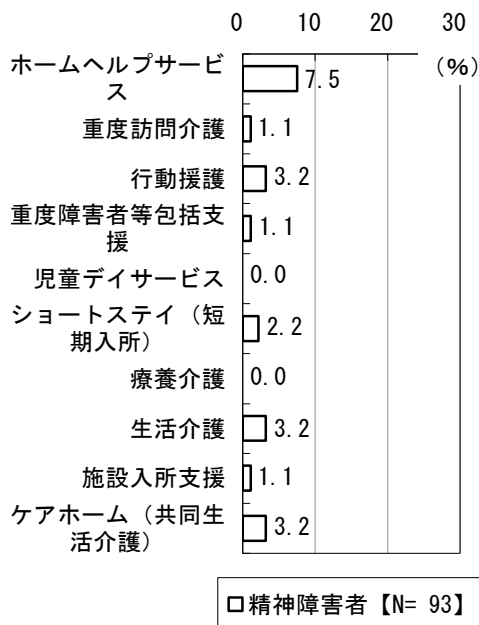 0 10 20 30
(%)
ホームヘルプサービ
ス
7.5
重度訪問介護
1.1
行動援護
3.2
重度障害者等包括支
援
1.1
児童デイサービス
0.0
ショートステイ（短
期入所）
2.2
療養介護
0.0
生活介護
3.2
施設入所支援
1.1
ケアホーム（共同生
活介護）
3.2
精神障害者【N= 93】